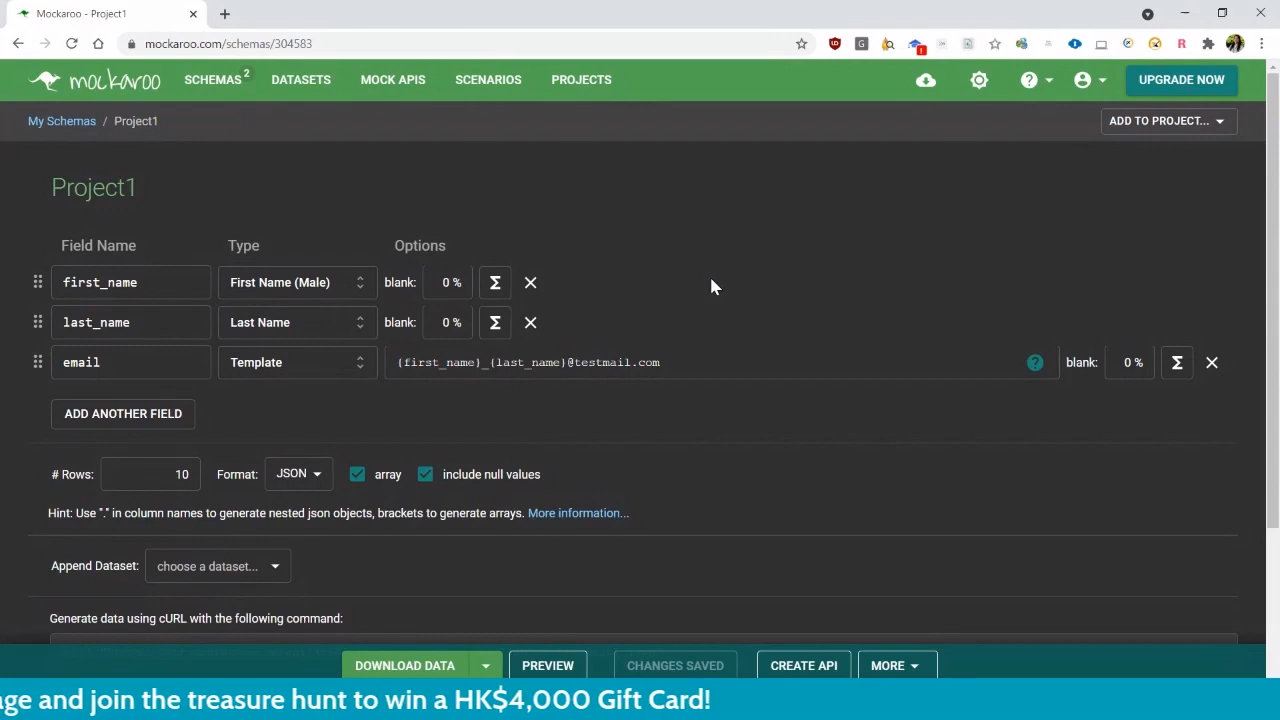 Mockaroo - Project1
mockaroo.com/schemas/304583
mockaroo
SCHEMAS 2
DATASETS
MOCK APIS
SCENARIOS
PROJECTS
UPGRADE NOW
My Schemas / Project1
ADD TO PROJECT...
Project1
Field Name Type Options
first_name First Name (Male) blank: 0 % Σ
last_name Last Name blank: 0 % Σ
email Template {first_name}_{last_name}@testmail.com blank: 0 % Σ
ADD ANOTHER FIELD
# Rows: 10 Format: JSON array include null values
Hint: Use "." in column names to generate nested json objects, brackets to generate arrays. More information...
Append Dataset: choose a dataset...
Generate data using cURL with the following command:
DOWNLOAD DATA PREVIEW CHANGES SAVED CREATE API MORE
age and join the treasure hunt to win a HK$4,000 Gift Card!